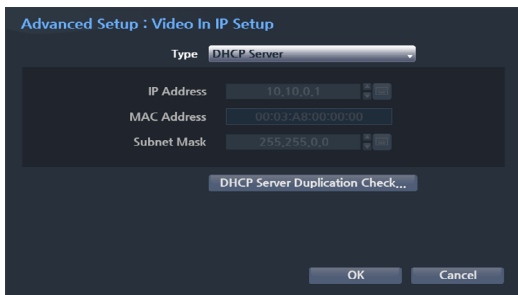 Advanced Setup : Video In IP Setup
Type DHCP Server
IP Address 10,10,0,1
MAC Address 00:03:AB:00:00:00
Subnet Mask 255,255,0,0
DHCP Server Duplication Check...
OK Cancel